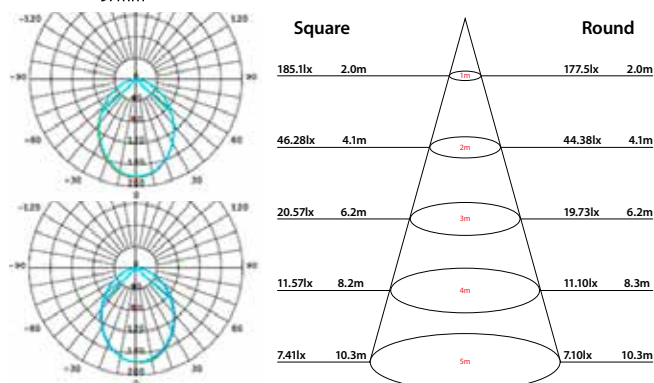 Square Round
185.1lx 2.0m 1m 177.5lx 2.0m
46.28lx 4.1m 2m 44.38lx 4.1m
20.57lx 6.2m 3m 19.73lx 6.2m
11.57lx 8.2m 4m 11.10lx 8.3m
7.41lx 10.3m 5m 7.10lx 10.3m
-120 120
-90 90
-60 60
-30 30
0
-120 120
-90 90
-60 60
-30 30
0